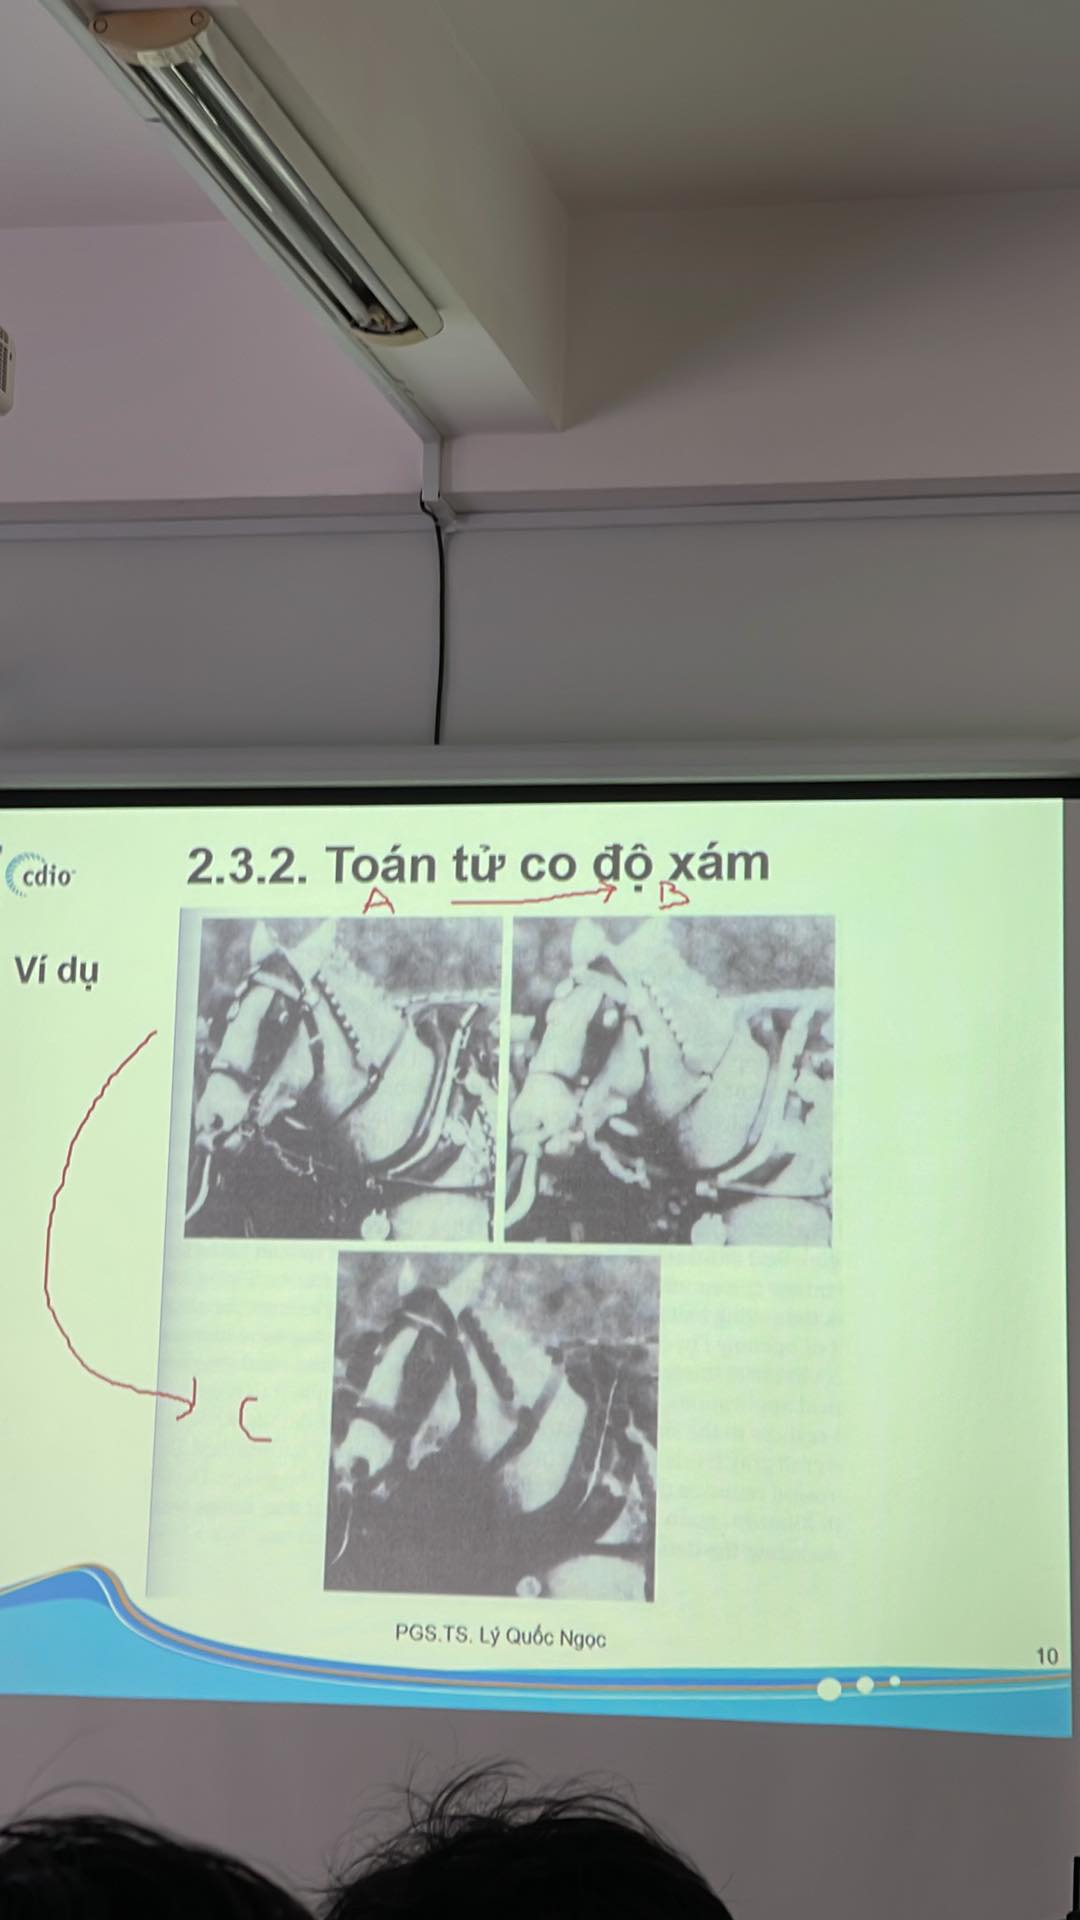 cdio
2.3.2. Toán tử co độ xám
A B
Ví dụ
C
PGS.TS. Lý Quốc Ngọc
10